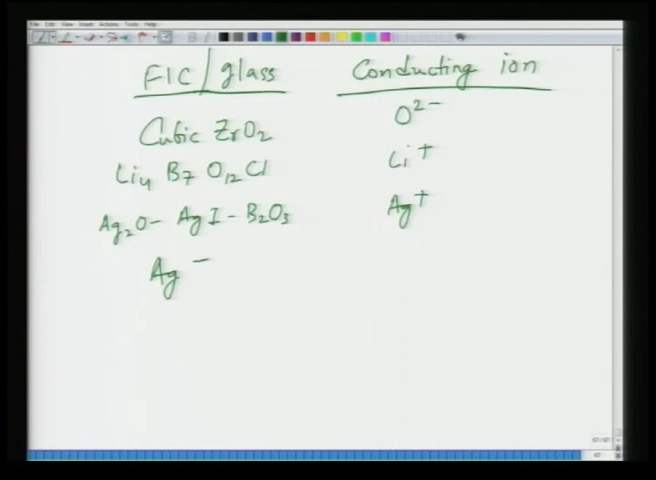 FIC/glass Conducting ion
Cubic ZrO2 O2−
Li4 B7 O12 Cl Li+
Ag2O− AgI − B2O3 Ag+
Ag −